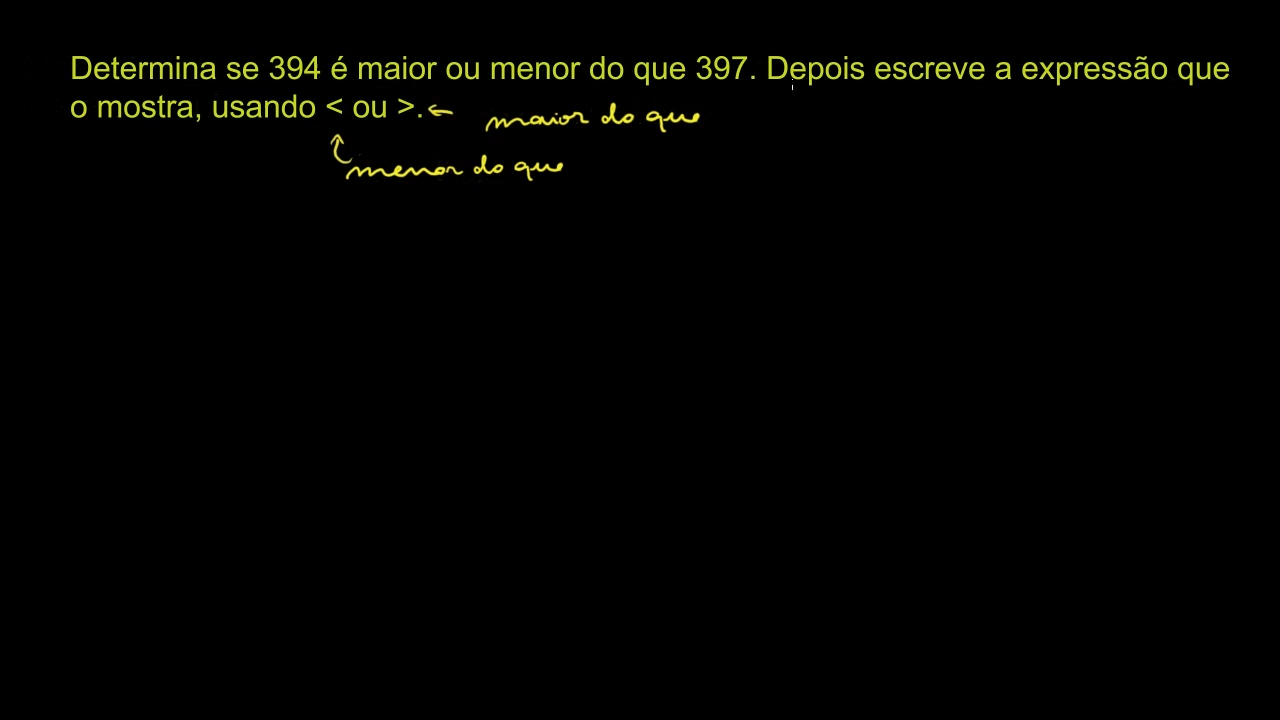 Determina se 394 é maior ou menor do que 397. Depois escreve a expressão que
o mostra, usando < ou >.← maior do que
menor do que